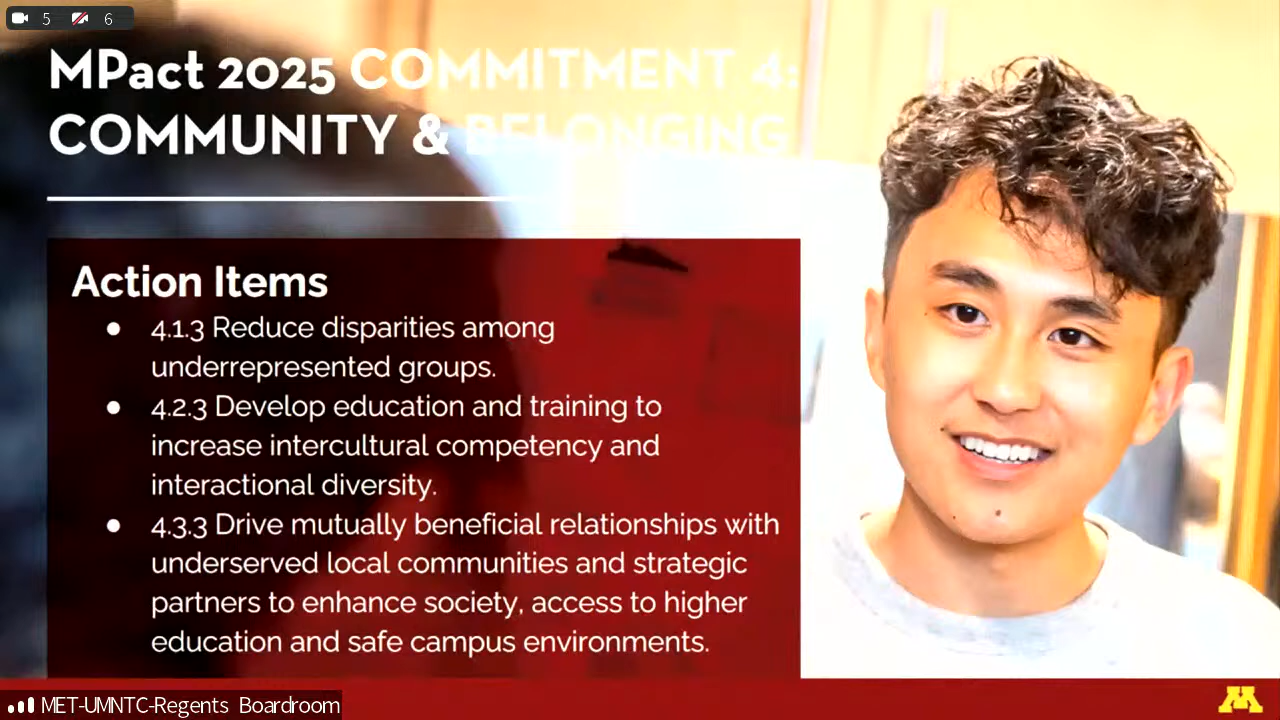 5 6
MPact 2025 COMMITMENT 4:
COMMUNITY & BELONGING
Action Items
● 4.1.3 Reduce disparities among
underrepresented groups.
● 4.2.3 Develop education and training to
increase intercultural competency and
interactional diversity.
● 4.3.3 Drive mutually beneficial relationships with
underserved local communities and strategic
partners to enhance society, access to higher
education and safe campus environments.
MET-UMNTC-Regents Boardroom
M